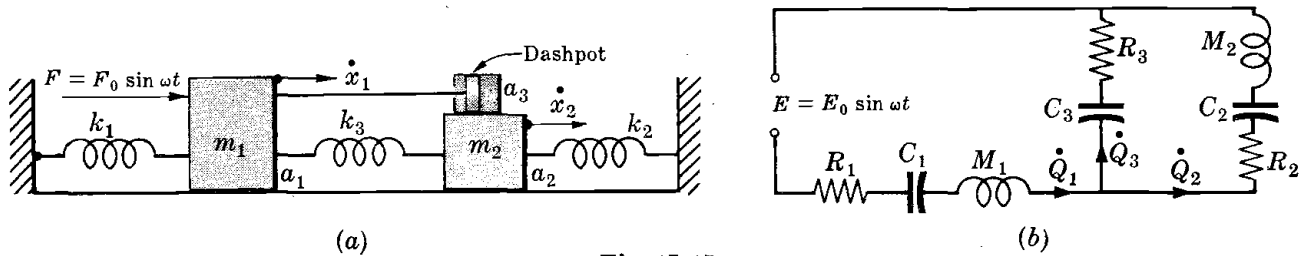 Dashpot
F = F₀ sin ωt
ẋ₁
a₃
ẋ₂
k₁
m₁
k₃
m₂
k₂
a₁
a₂
(a)
R₃
M₂
E = E₀ sin ωt
C₃
C₂
Q̇₃
R₁
C₁
M₁
Q̇₁
Q̇₂
R₂
(b)